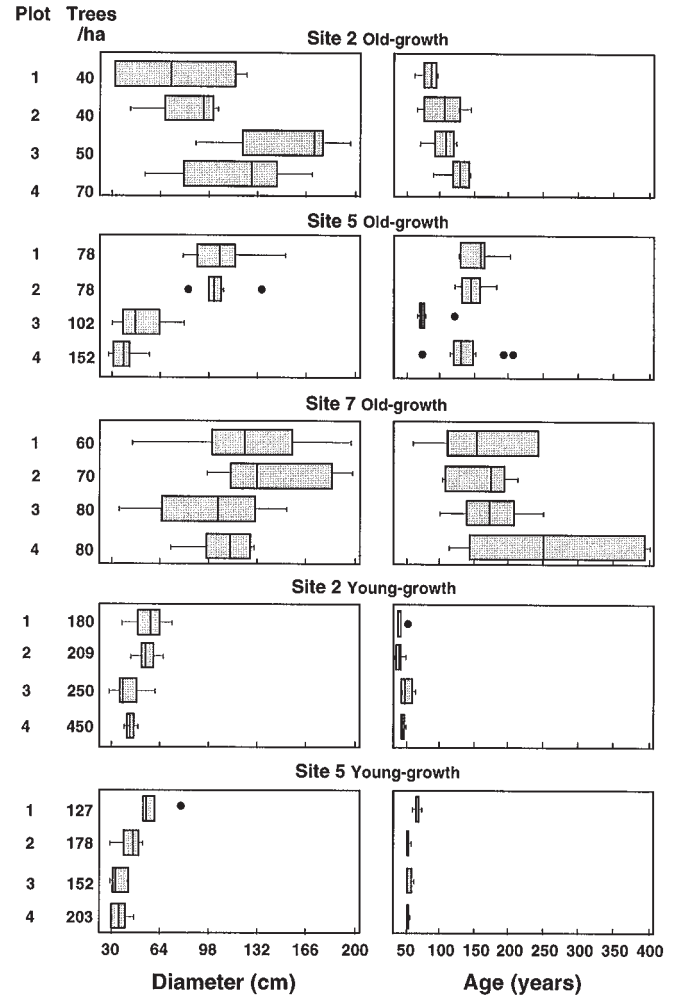 Plot Trees
/ha
Site 2 Old-growth
1 40
2 40
3 50
4 70
Site 5 Old-growth
1 78
2 78
3 102
4 152
Site 7 Old-growth
1 60
2 70
3 80
4 80
Site 2 Young-growth
1 180
2 209
3 250
4 450
Site 5 Young-growth
1 127
2 178
3 152
4 203
30 64 98 132 166 200 50 100 150 200 250 300 350 400
Diameter (cm) Age (years)